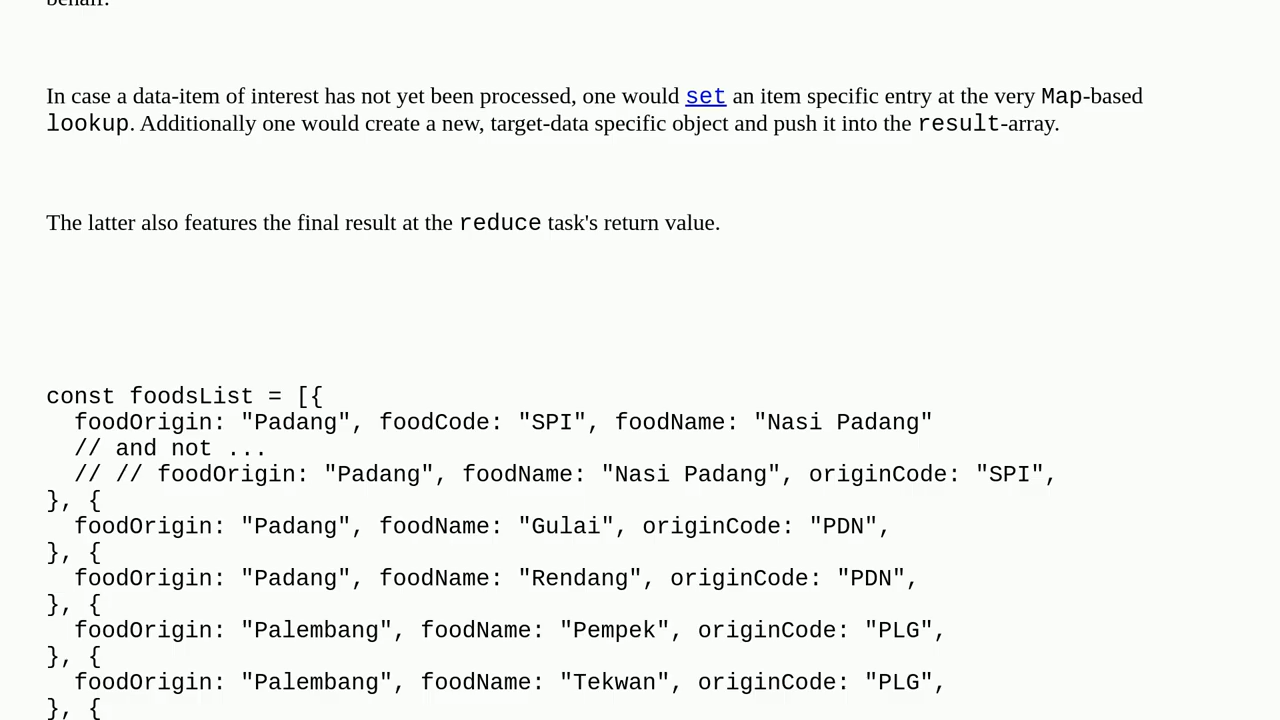 behalf.
In case a data-item of interest has not yet been processed, one would set an item specific entry at the very Map-based
lookup. Additionally one would create a new, target-data specific object and push it into the result-array.
The latter also features the final result at the reduce task's return value.
const foodsList = [{
  foodOrigin: "Padang", foodCode: "SPI", foodName: "Nasi Padang"
  // and not ...
  // // foodOrigin: "Padang", foodName: "Nasi Padang", originCode: "SPI",
}, {
  foodOrigin: "Padang", foodName: "Gulai", originCode: "PDN",
}, {
  foodOrigin: "Padang", foodName: "Rendang", originCode: "PDN",
}, {
  foodOrigin: "Palembang", foodName: "Pempek", originCode: "PLG",
}, {
  foodOrigin: "Palembang", foodName: "Tekwan", originCode: "PLG",
}, {